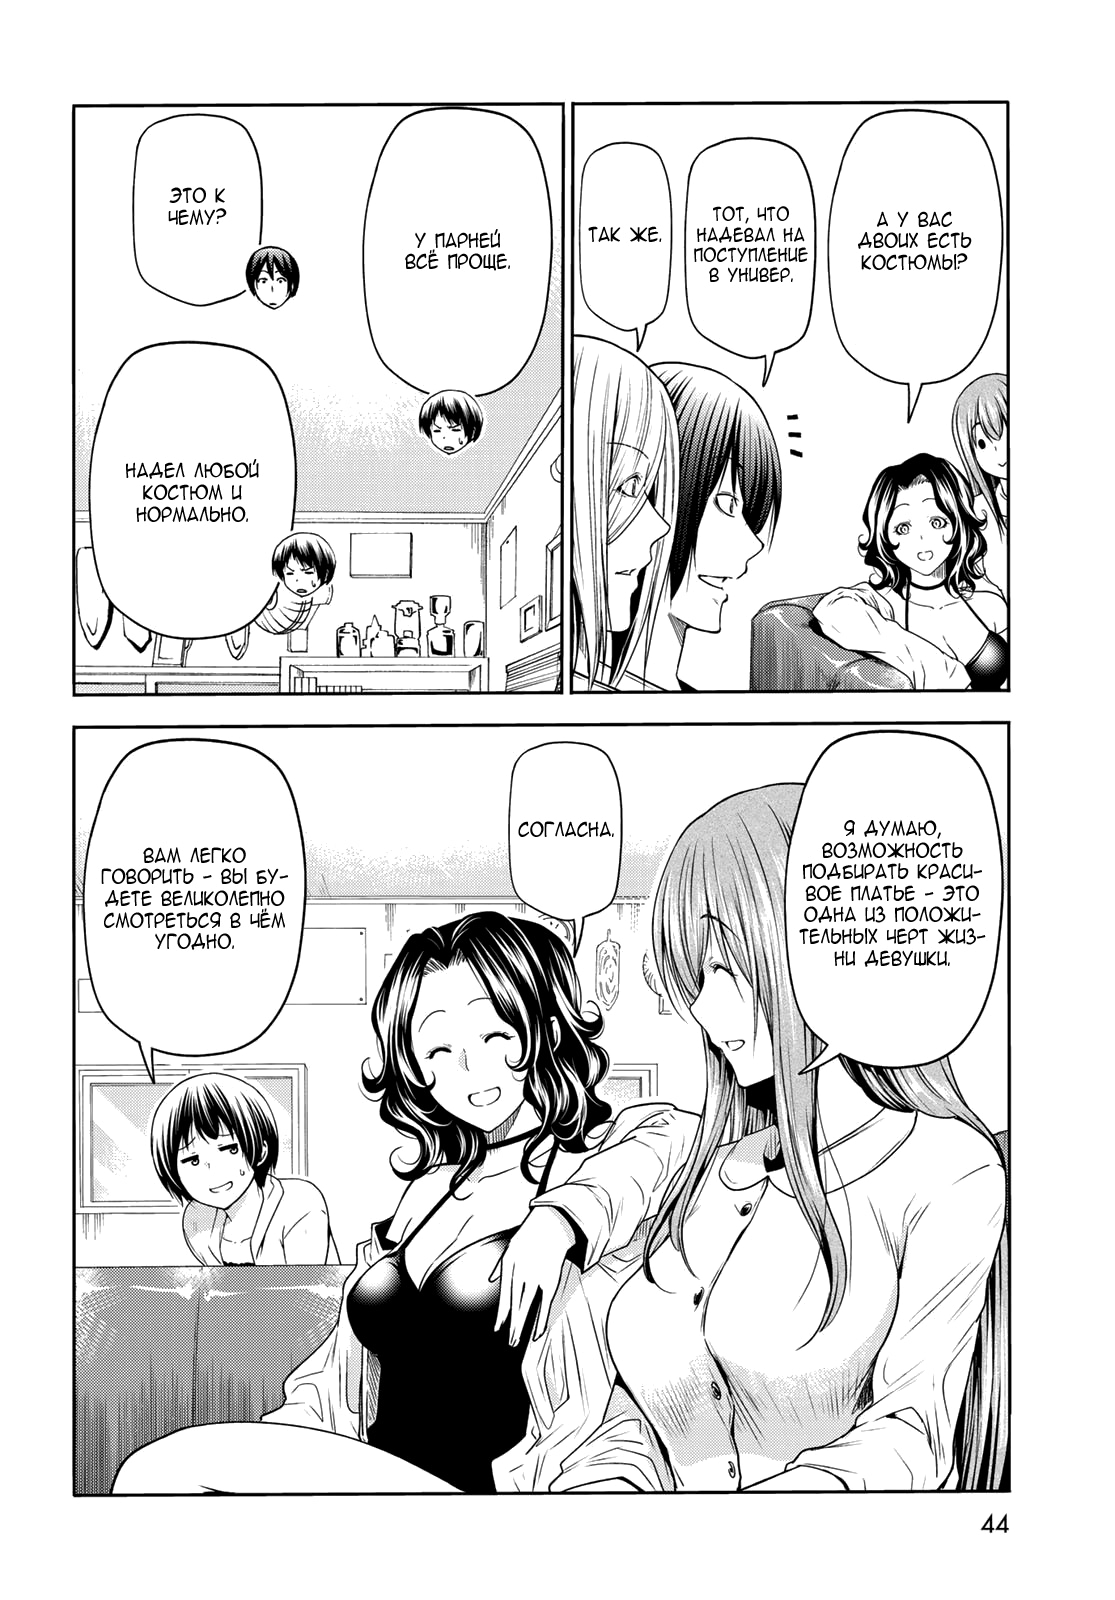 А У ВАС
ДВОИХ ЕСТЬ
КОСТЮМЫ?
ТОТ, ЧТО
НАДЕВАЛ НА
ПОСТУПЛЕНИЕ
В УНИВЕР.
ТАК ЖЕ.
У ПАРНЕЙ
ВСЁ ПРОЩЕ.
ЭТО К
ЧЕМУ?
НАДЕЛ ЛЮБОЙ
КОСТЮМ И
НОРМАЛЬНО.
Я ДУМАЮ,
ВОЗМОЖНОСТЬ
ПОДБИРАТЬ КРАСИ-
ВОЕ ПЛАТЬЕ - ЭТО
ОДНА ИЗ ПОЛОЖИ-
ТЕЛЬНЫХ ЧЕРТ ЖИЗ-
НИ ДЕВУШКИ.
СОГЛАСНА.
ВАМ ЛЕГКО
ГОВОРИТЬ - ВЫ БУ-
ДЕТЕ ВЕЛИКОЛЕПНО
СМОТРЕТЬСЯ В ЧЁМ
УГОДНО.
44